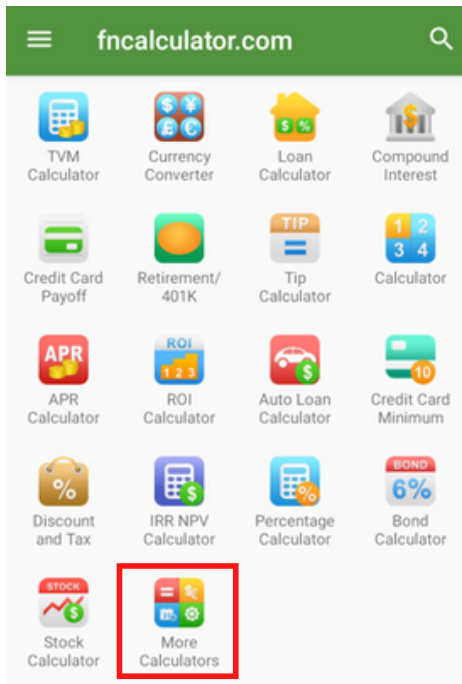 fncalculator.com
TVM
Calculator
Currency
Converter
Loan
Calculator
Compound
Interest
Credit Card
Payoff
Retirement/
401K
TIP
Tip
Calculator
1 2
3 4
Calculator
APR
APR
Calculator
ROI
1 2 3
ROI
Calculator
$
Auto Loan
Calculator
10
Credit Card
Minimum
%
Discount
and Tax
$
IRR NPV
Calculator
%
Percentage
Calculator
BOND
6%
Bond
Calculator
STOCK
$
Stock
Calculator
More
Calculators